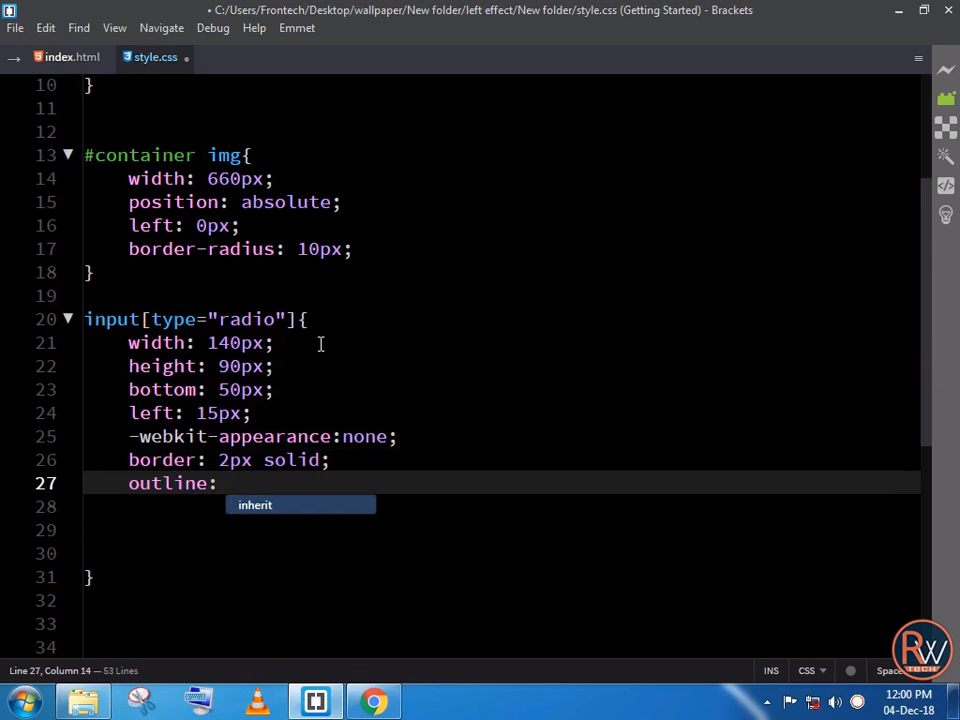 • C:/Users/Frontech/Desktop/wallpaper/New folder/left effect/New folder/style.css (Getting Started) - Brackets
File Edit Find View Navigate Debug Help Emmet
index.html style.css •
10 }
11
12
13 #container img{
14 width: 660px;
15 position: absolute;
16 left: 0px;
17 border-radius: 10px;
18 }
19
20 input[type="radio"]{
21 width: 140px;
22 height: 90px;
23 bottom: 50px;
24 left: 15px;
25 -webkit-appearance:none;
26 border: 2px solid;
27 outline:
inherit
28
29
30
31 }
32
33
34
RW
OUTTECH
Line 27, Column 14 — 53 Lines
INS CSS
12:00 PM
04-Dec-18